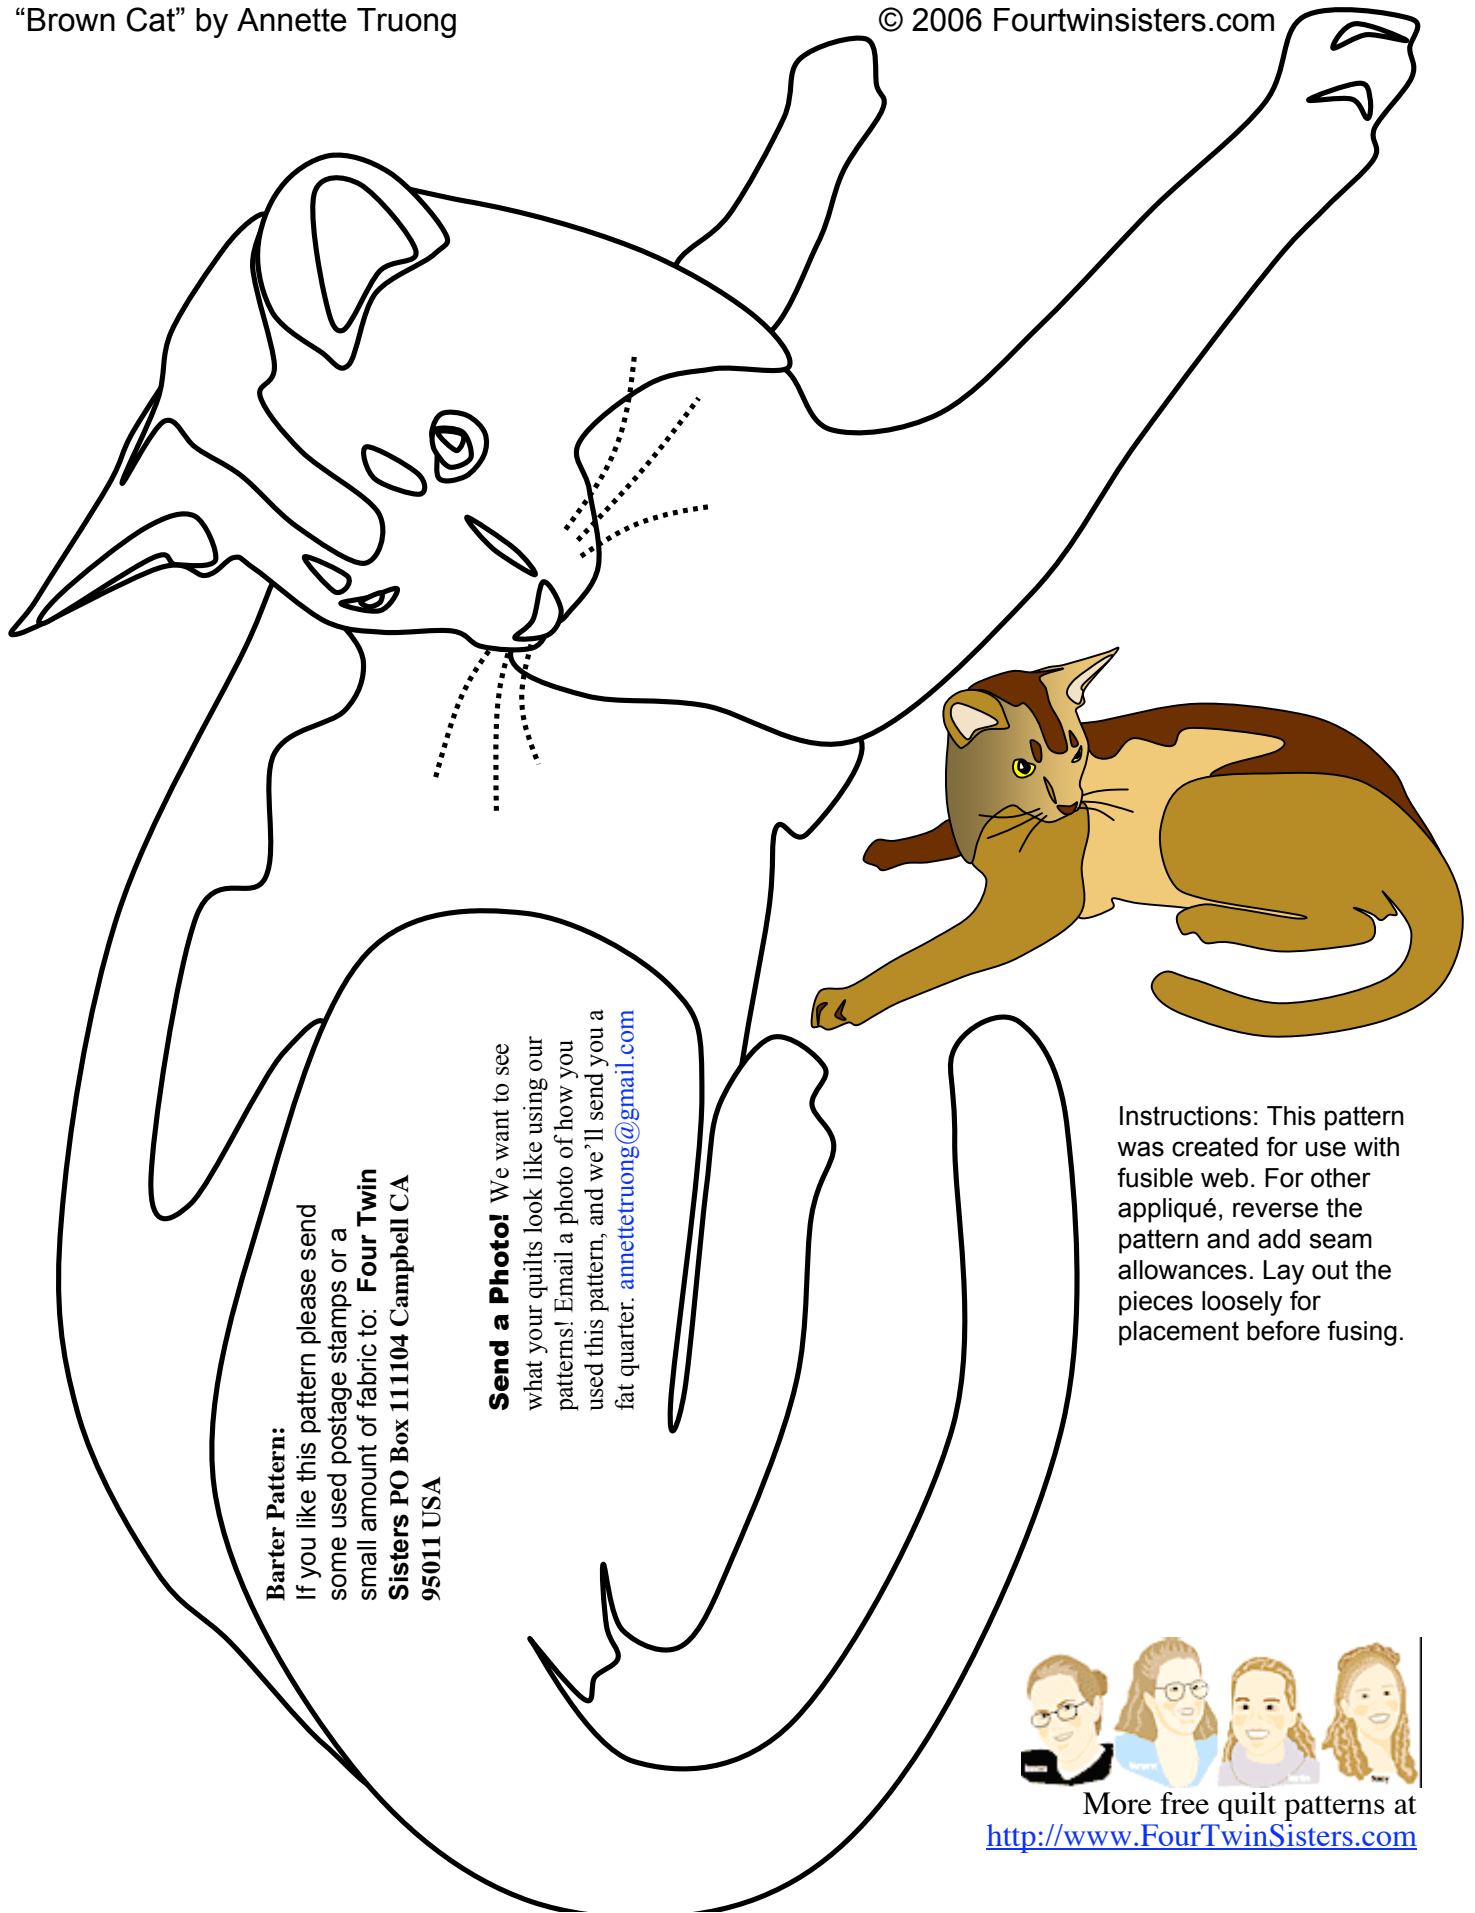 “Brown Cat” by Annette Truong
© 2006 Fourtwinsisters.com
Barter Pattern:
If you like this pattern please send
some used postage stamps or a
small amount of fabric to: Four Twin
Sisters PO Box 111104 Campbell CA
95011 USA
Send a Photo! We want to see
what your quilts look like using our
patterns! Email a photo of how you
used this pattern, and we’ll send you a
fat quarter. annettetruong@gmail.com
Instructions: This pattern
was created for use with
fusible web. For other
appliqué, reverse the
pattern and add seam
allowances. Lay out the
pieces loosely for
placement before fusing.
More free quilt patterns at
http://www.FourTwinSisters.com